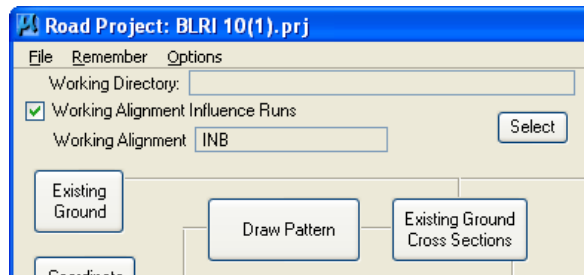 Road Project: BLRI 10(1).prj
File Remember Options
Working Directory:
Working Alignment Influence Runs
Working Alignment INB
Select
Existing
Ground
Draw Pattern
Existing Ground
Cross Sections
Coordinate